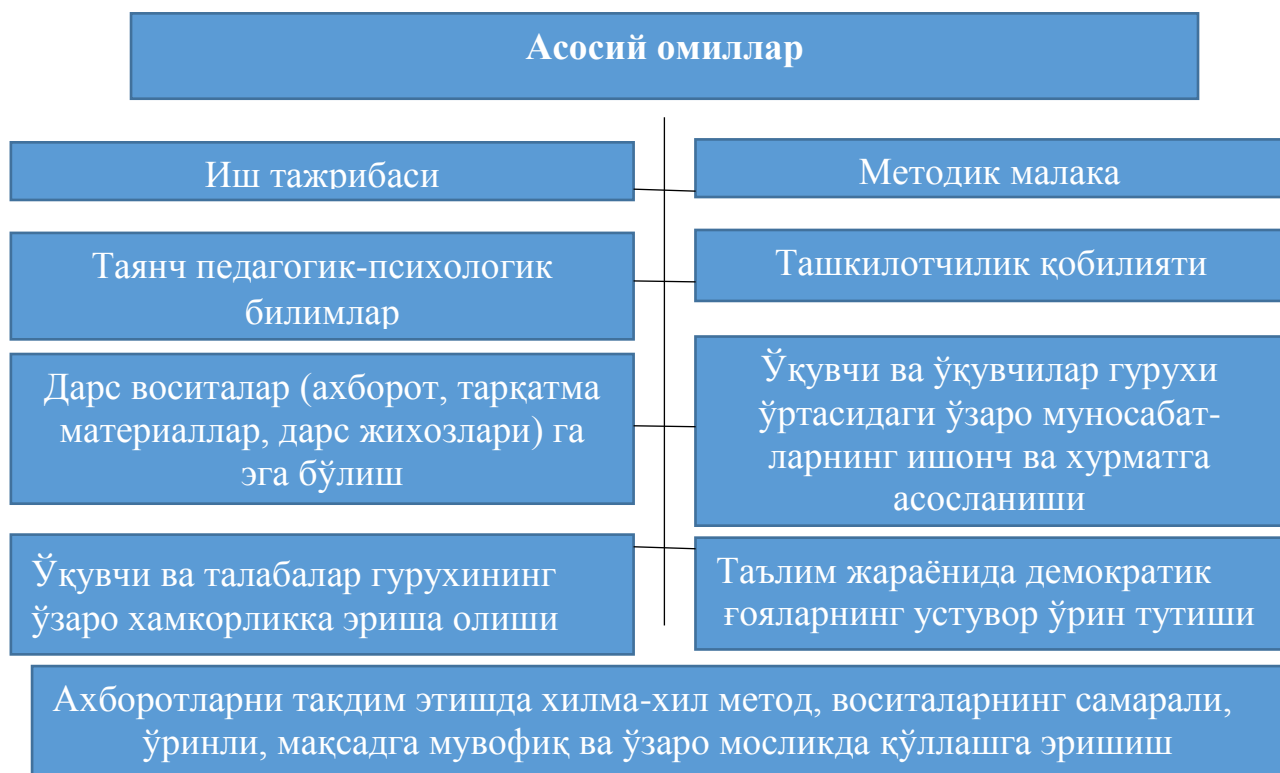 Асосий омиллар
Иш тажрибаси
Методик малака
Таянч педагогик-психологик
билимлар
Ташкилотчилик қобилияти
Дарс воситалар (ахборот, тарқатма
материаллар, дарс жихозлари) га
эга бўлиш
Ўқувчи ва ўқувчилар гурухи
ўртасидаги ўзаро муносабат-
ларнинг ишонч ва хурматга
асосланиши
Ўқувчи ва талабалар гурухининг
ўзаро хамкорликка эриша олиши
Таълим жараёнида демократик
ғояларнинг устувор ўрин тутиши
Ахборотларни такдим этишда хилма-хил метод, воситаларнинг самарали,
ўринли, мақсадга мувофиқ ва ўзаро мосликда қўллашга эришиш